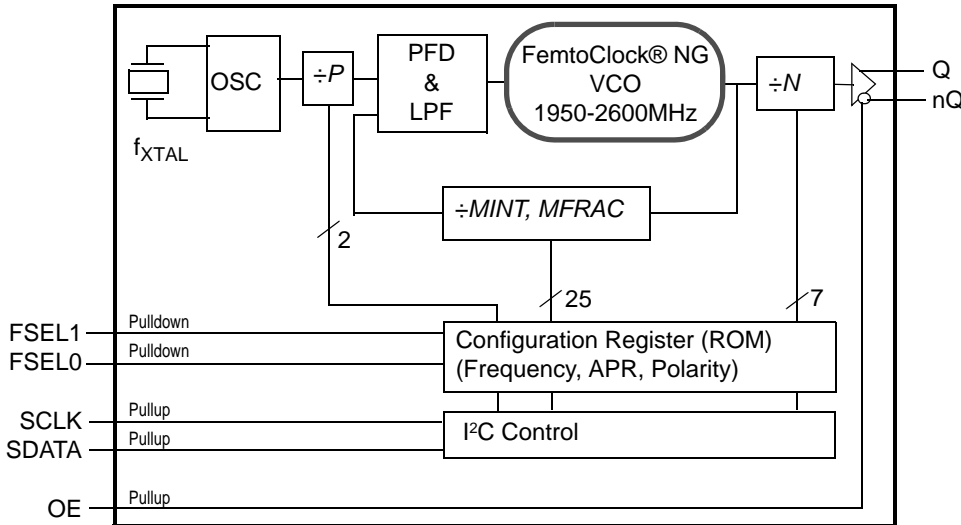 OSC
÷P
PFD
&
LPF
FemtoClock® NG
VCO
1950-2600MHz
÷N
Q
nQ
fXTAL
÷MINT, MFRAC
2
25
7
FSEL1
Pulldown
FSEL0
Pulldown
Configuration Register (ROM)
(Frequency, APR, Polarity)
SCLK
Pullup
SDATA
Pullup
I²C Control
OE
Pullup